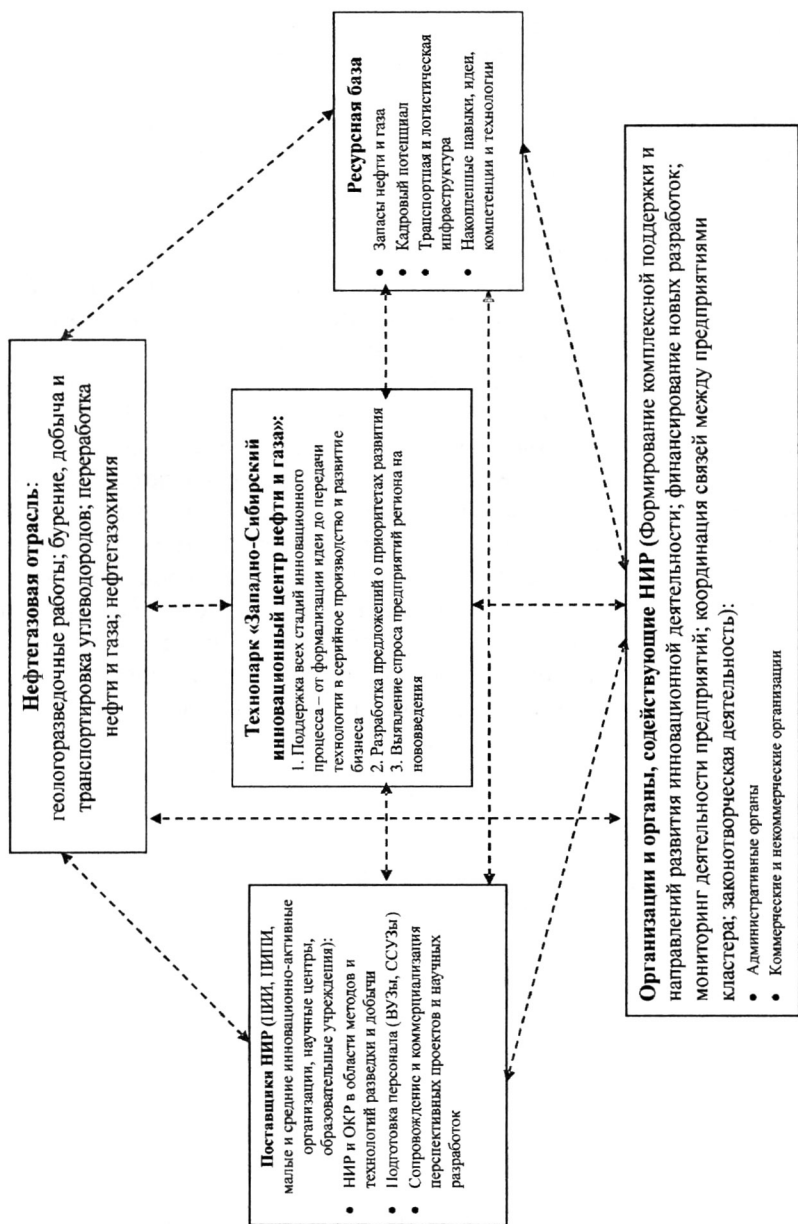 Нефтегазовая отрасль:
геологоразведочные работы; бурение, добыча и
транспортировка углеводородов; переработка
нефти и газа; нефтегазохимия
Поставщики НИР (НИИ, НИПИ,
малые и средние инновационно-активные
организации, научные центры,
образовательные учреждения):
• НИР и ОКР в области методов и
технологий разведки и добычи
• Подготовка персонала (ВУЗы, ССУЗы)
• Сопровождение и коммерциализация
перспективных проектов и научных
разработок
Технопарк «Западно-Сибирский
инновационный центр нефти и газа»:
1. Поддержка всех стадий инновационного
процесса – от формализации идеи до передачи
технологии в серийное производство и развитие
бизнеса
2. Разработка предложений о приоритетах развития
3. Выявление спроса предприятий региона на
нововведения
Ресурсная база
• Запасы нефти и газа
• Кадровый потенциал
• Транспортная и логистическая
инфраструктура
• Накопленные навыки, идеи,
компетенции и технологии
Организации и органы, содействующие НИР (Формирование комплексной поддержки и
направлений развития инновационной деятельности; финансирование новых разработок;
мониторинг деятельности предприятий; координация связей между предприятиями
кластера; законотворческая деятельность):
• Административные органы
• Коммерческие и некоммерческие организации